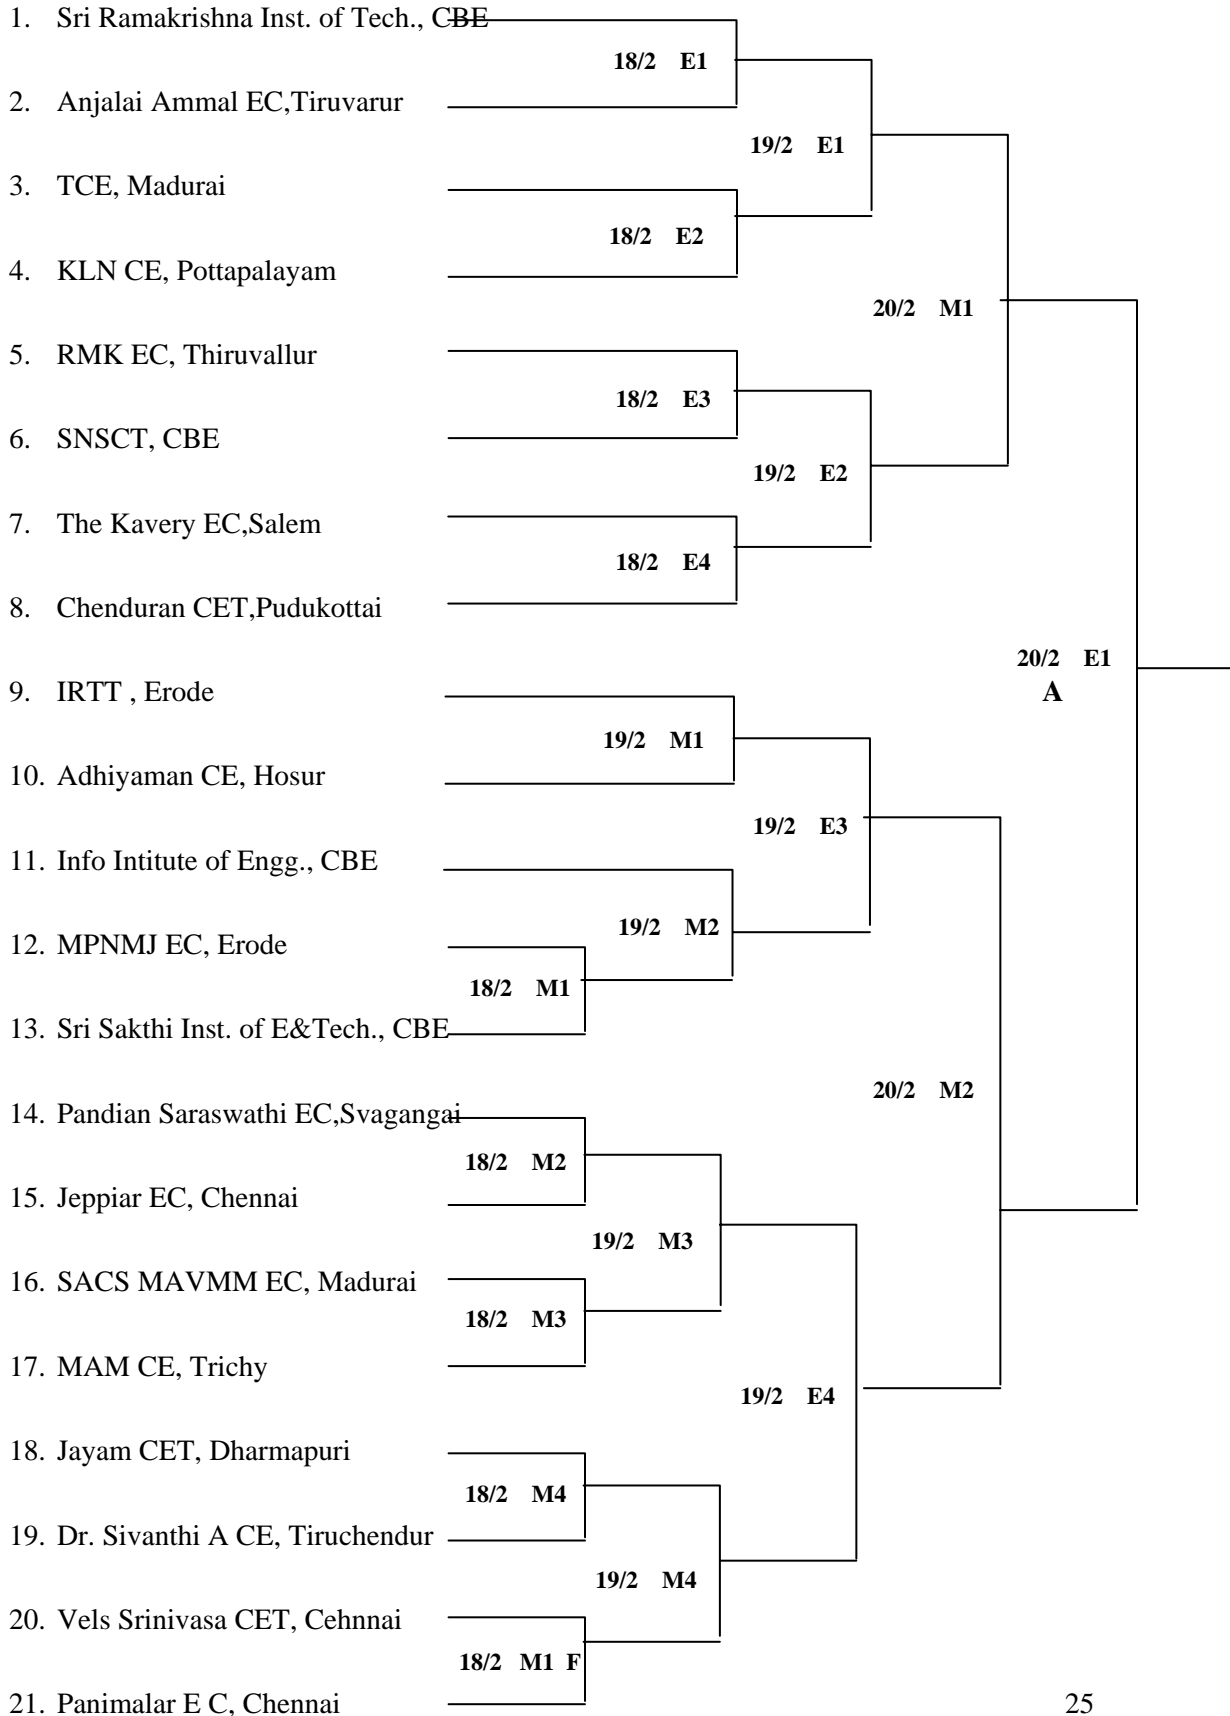 1. Sri Ramakrishna Inst. of Tech., CBE
18/2 E1
2. Anjalai Ammal EC,Tiruvarur
19/2 E1
3. TCE, Madurai
18/2 E2
4. KLN CE, Pottapalayam
20/2 M1
5. RMK EC, Thiruvallur
18/2 E3
6. SNSCT, CBE
19/2 E2
7. The Kavery EC,Salem
18/2 E4
8. Chenduran CET,Pudukottai
20/2 E1
9. IRTT , Erode
A
19/2 M1
10. Adhiyaman CE, Hosur
19/2 E3
11. Info Intitute of Engg., CBE
19/2 M2
12. MPNMJ EC, Erode
18/2 M1
13. Sri Sakthi Inst. of E&Tech., CBE
20/2 M2
14. Pandian Saraswathi EC,Svagangai
18/2 M2
15. Jeppiar EC, Chennai
19/2 M3
16. SACS MAVMM EC, Madurai
18/2 M3
17. MAM CE, Trichy
19/2 E4
18. Jayam CET, Dharmapuri
18/2 M4
19. Dr. Sivanthi A CE, Tiruchendur
19/2 M4
20. Vels Srinivasa CET, Cehnnai
18/2 M1 F
21. Panimalar E C, Chennai
25